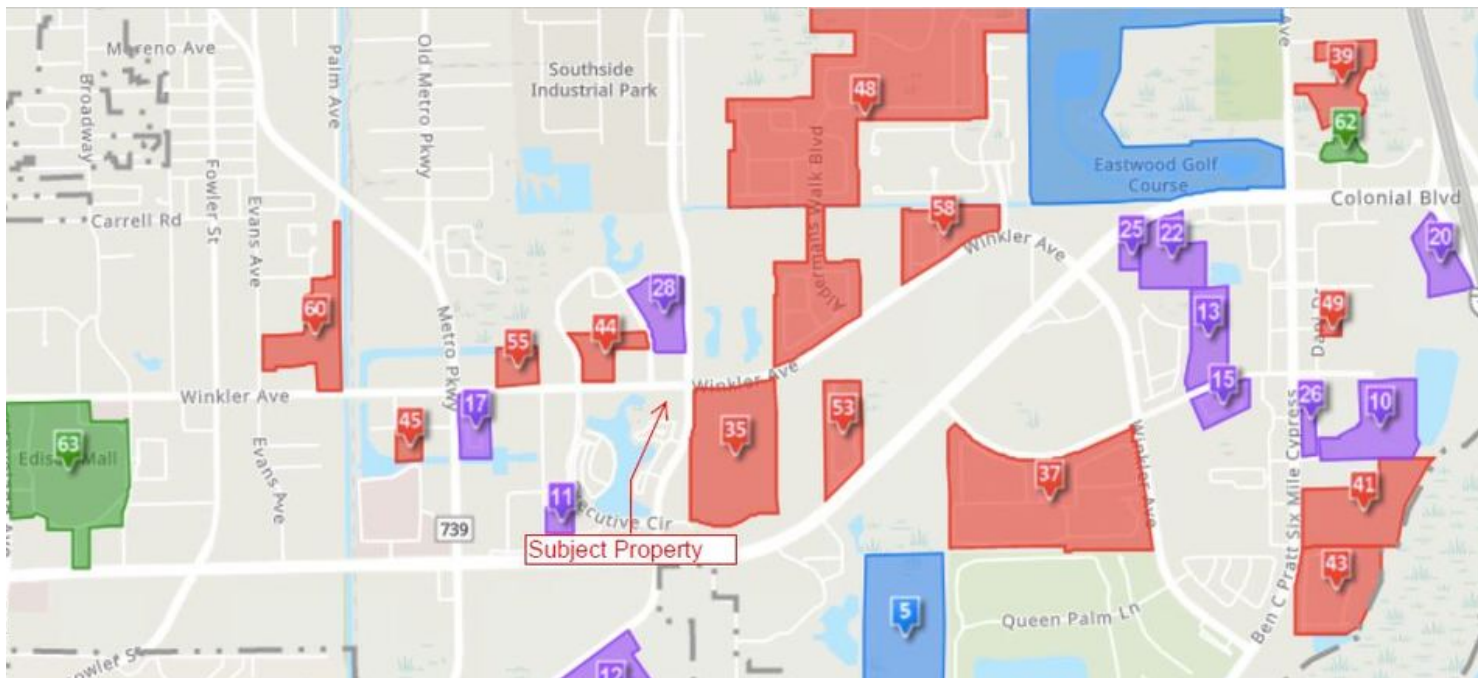 Moreno Ave
Broadway
Palm Ave
Old Metro Pkwy
Southside
Industrial Park
48
Ave
39
62
Fowler St
Evans Ave
Carrell Rd
Eastwood Golf
Course
Colonial Blvd
Aldermans Walk Blvd
58
Winkler Ave
25
22
20
28
13
60
44
49
55
Metro Pkwy
Dani Dr
Winkler Ave
Winkler Ave
15
26
10
17
45
35
53
63
Edison Mall
Evans Ave
37
Winkler Ave
41
11
Executive Cir
739
Subject Property
Ben C Pratt Six Mile Cypress
43
5
Queen Palm Ln
Fowler St
12